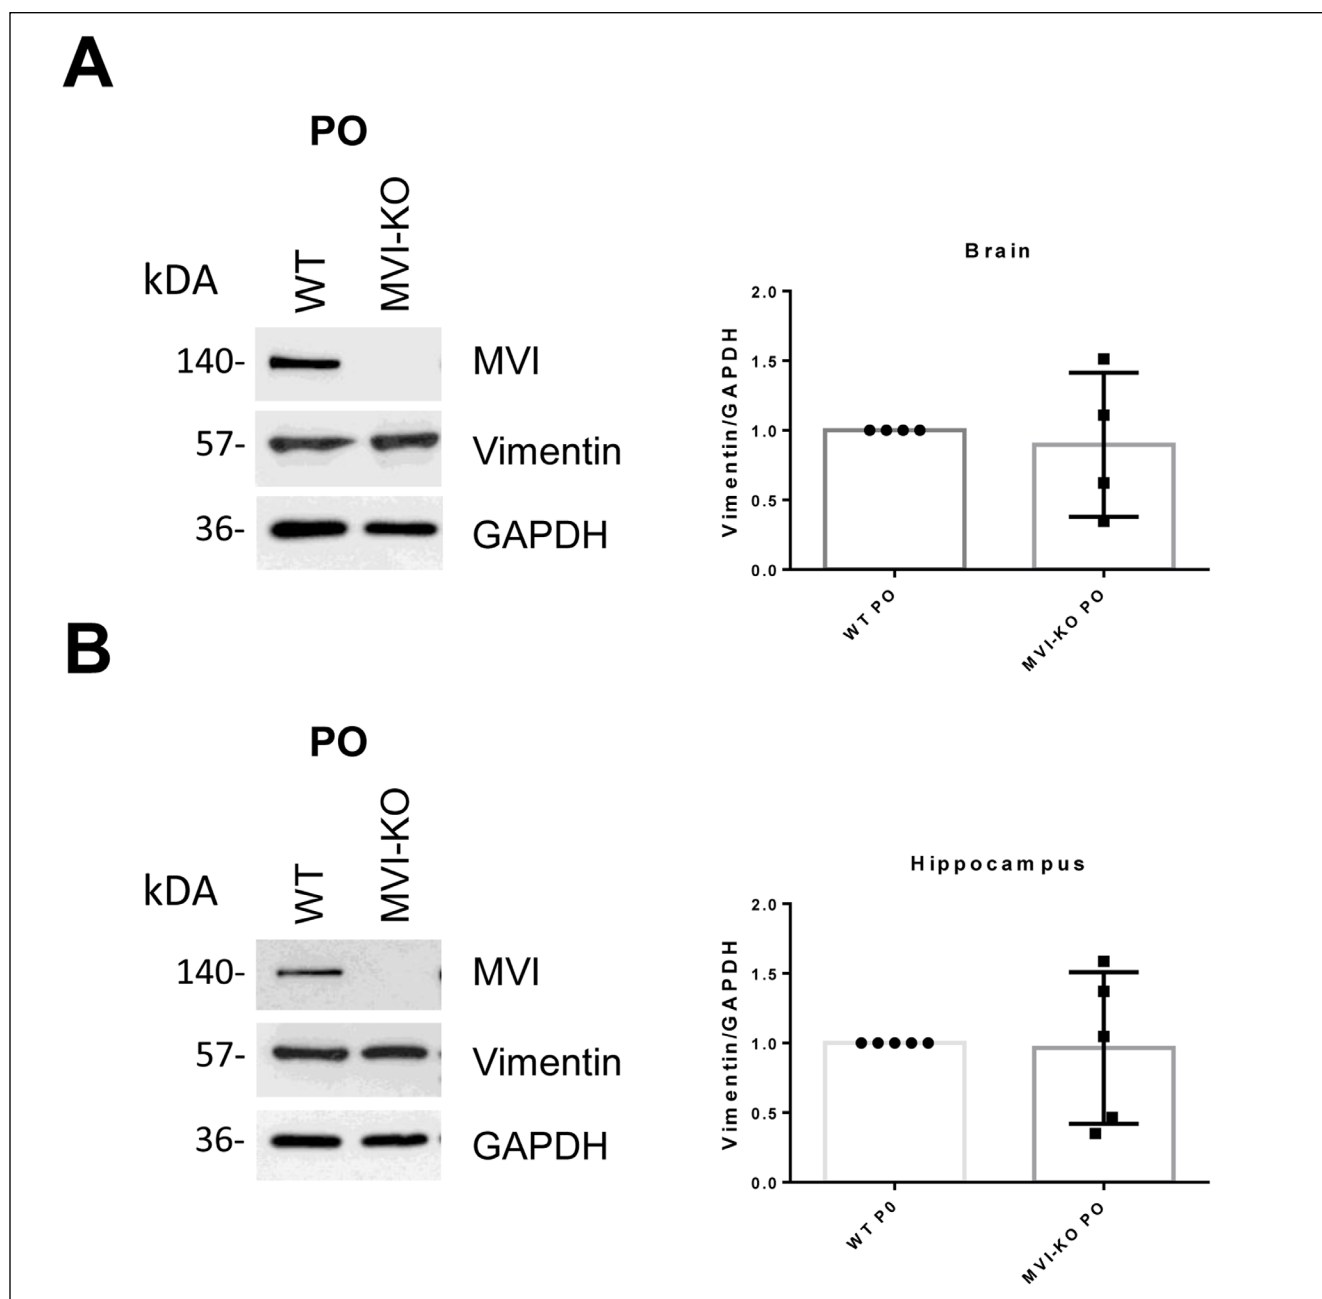 A
PO
kDA
WT
MVI-KO
140-
MVI
57-
Vimentin
36-
GAPDH
Brain
Vimentin/GAPDH
2.0
1.5
1.0
0.5
0.0
WT PO
MVI-KO PO
B
PO
kDA
WT
MVI-KO
140-
MVI
57-
Vimentin
36-
GAPDH
Hippocampus
Vimentin/GAPDH
2.0
1.5
1.0
0.5
0.0
WT P0
MVI-KO PO